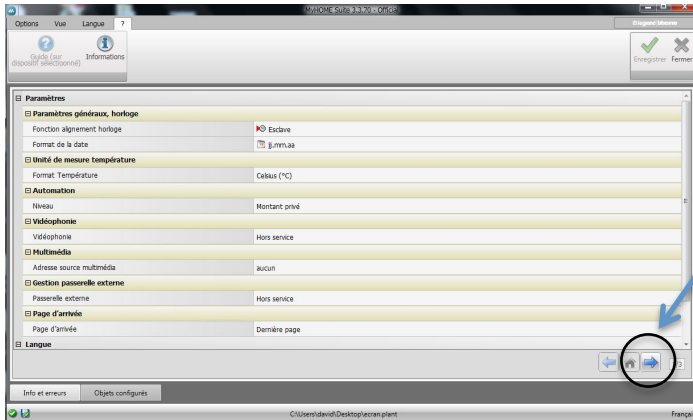 MyHOME Suite 3.3.20 - Official
Options Vue Langue ?
Guide (sur dispositif sélectionné)
Informations
Enregistrer Fermer
Paramètres
Paramètres généraux, horloge
Fonction alignement horloge Esclave
Format de la date jj.mm.aa
Unité de mesure température
Format Température Celsius (°C)
Automation
Niveau Montant privé
Vidéophonie
Vidéophonie Hors service
Multimédia
Adresse source multimédia aucun
Gestion passerelle externe
Passerelle externe Hors service
Page d'arrivée
Page d'arrivée Dernière page
Langue
Info et erreurs Objets configurés
C:\Users\david\Desktop\ecran.plant
Françai